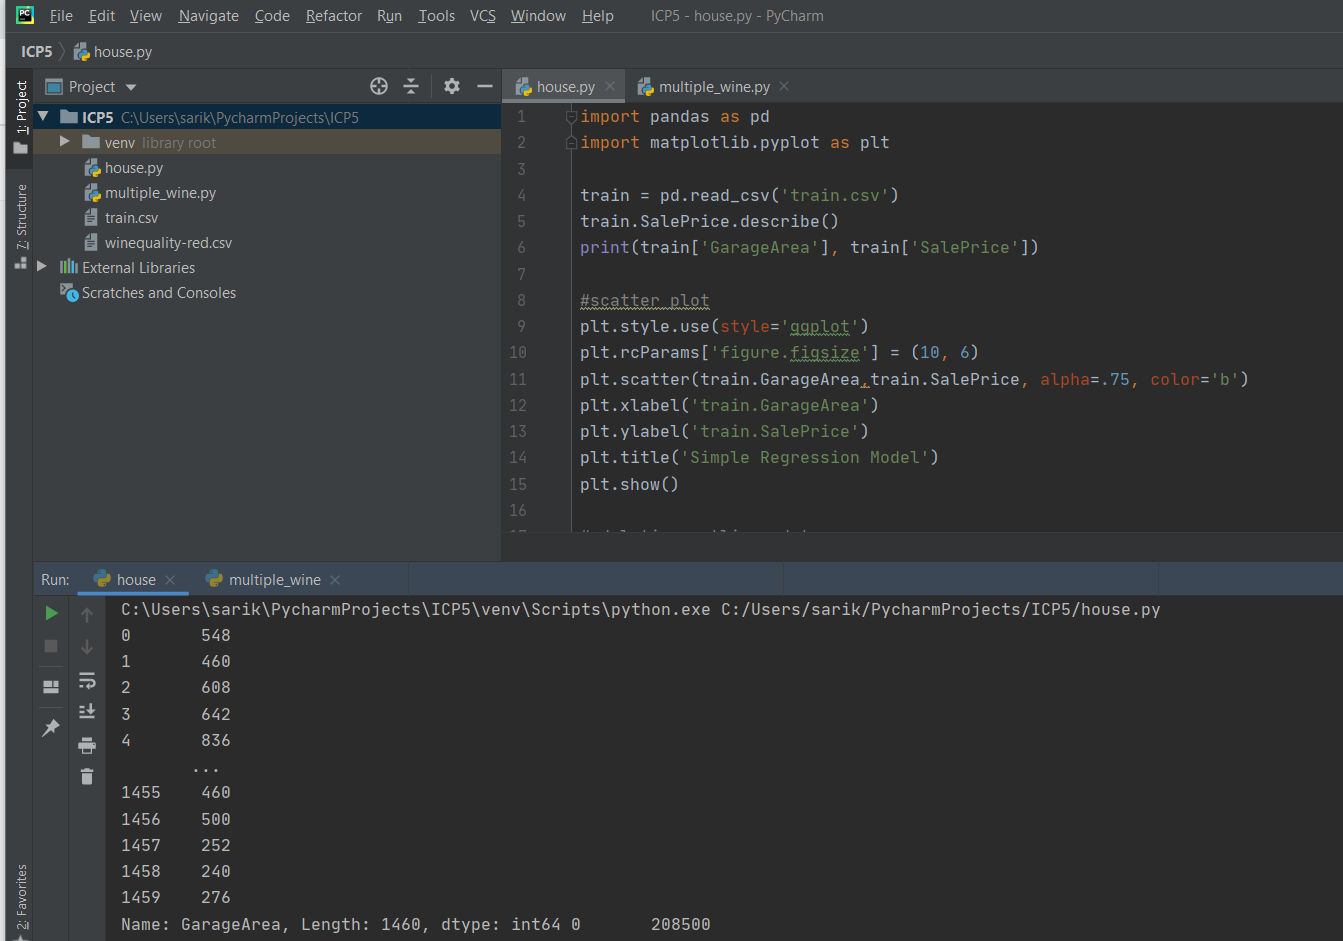 PC File Edit View Navigate Code Refactor Run Tools VCS Window Help ICP5 - house.py - PyCharm
ICP5 house.py
1: Project
7: Structure
2: Favorites
Project
ICP5 C:\Users\sarik\PycharmProjects\ICP5
venv library root
house.py
multiple_wine.py
train.csv
winequality-red.csv
External Libraries
Scratches and Consoles
house.py multiple_wine.py
1 import pandas as pd
2 import matplotlib.pyplot as plt
3
4 train = pd.read_csv('train.csv')
5 train.SalePrice.describe()
6 print(train['GarageArea'], train['SalePrice'])
7
8 #scatter plot
9 plt.style.use(style='ggplot')
10 plt.rcParams['figure.figsize'] = (10, 6)
11 plt.scatter(train.GarageArea,train.SalePrice, alpha=.75, color='b')
12 plt.xlabel('train.GarageArea')
13 plt.ylabel('train.SalePrice')
14 plt.title('Simple Regression Model')
15 plt.show()
16
Run: house multiple_wine
C:\Users\sarik\PycharmProjects\ICP5\venv\Scripts\python.exe C:/Users/sarik/PycharmProjects/ICP5/house.py
0 548
1 460
2 608
3 642
4 836
...
1455 460
1456 500
1457 252
1458 240
1459 276
Name: GarageArea, Length: 1460, dtype: int64 0 208500